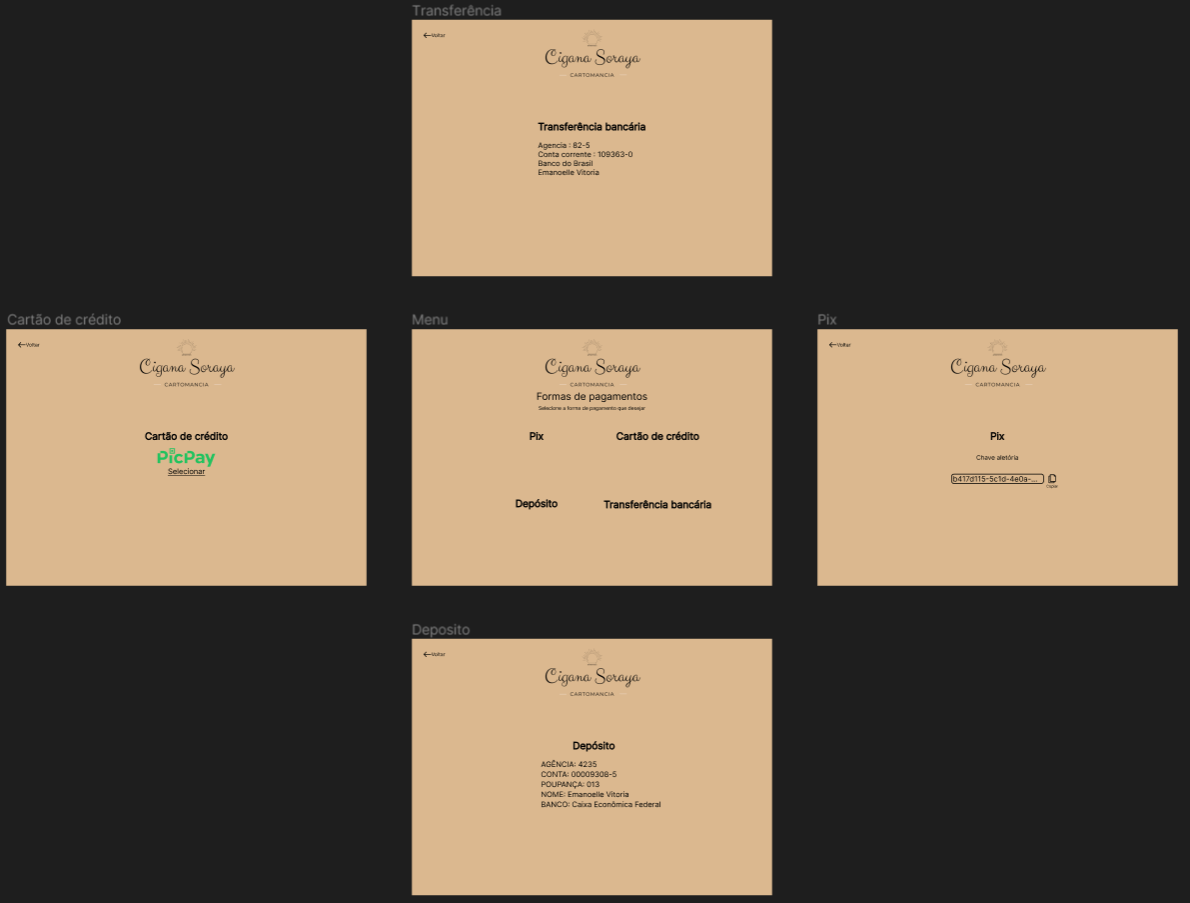 Transferência
Voltar
Cigana Soraya
CARTOMANCIA
Transferência bancária
Agencia : 82-5
Conta corrente : 109363-0
Banco do Brasil
Emanoelle Vitoria
Cartão de crédito
Voltar
Cigana Soraya
CARTOMANCIA
Cartão de crédito
PicPay
Selecionar
Menu
Cigana Soraya
CARTOMANCIA
Formas de pagamentos
Selecione a forma de pagamento que desejar
Pix
Cartão de crédito
Depósito
Transferência bancária
Pix
Voltar
Cigana Soraya
CARTOMANCIA
Pix
Chave aletória
b417d115-5c1d-4e0a-...
Copiar
Deposito
Voltar
Cigana Soraya
CARTOMANCIA
Depósito
AGÊNCIA: 4235
CONTA: 00009308-5
POUPANÇA: 013
NOME: Emanoelle Vitoria
BANCO: Caixa Econômica Federal